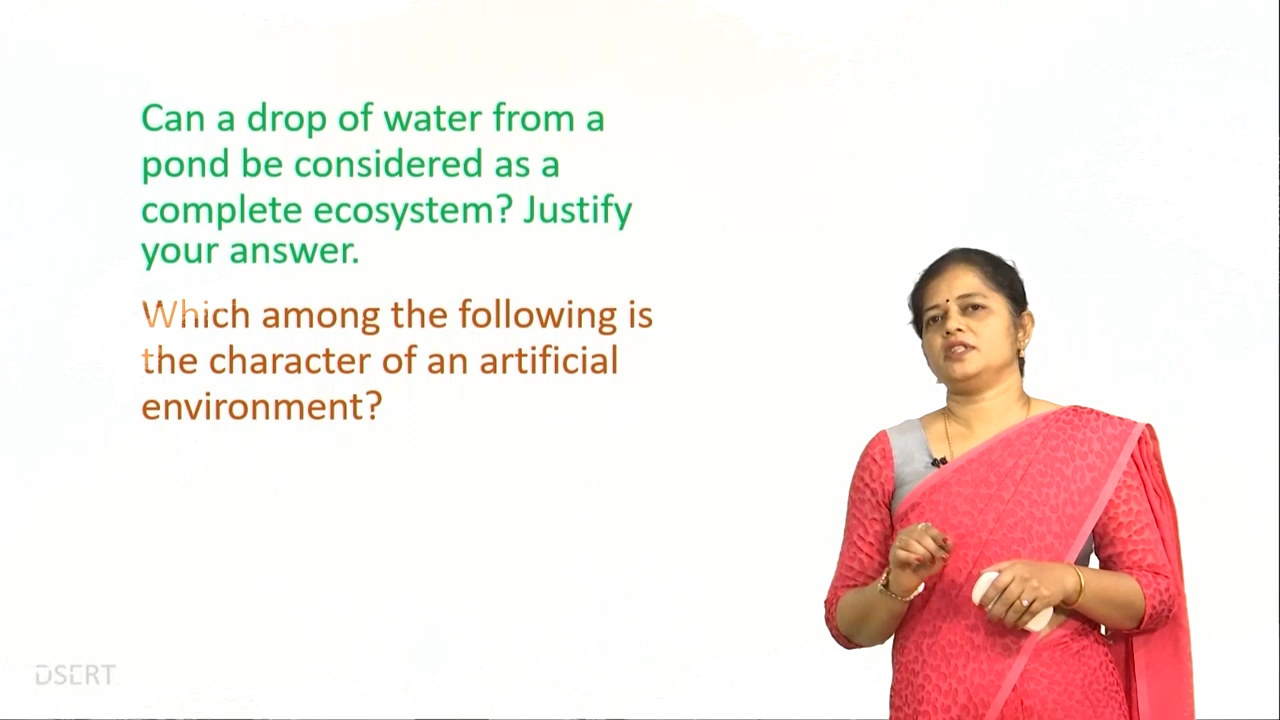 Can a drop of water from a
pond be considered as a
complete ecosystem? Justify
your answer.
Which among the following is
the character of an artificial
environment?
DSERT